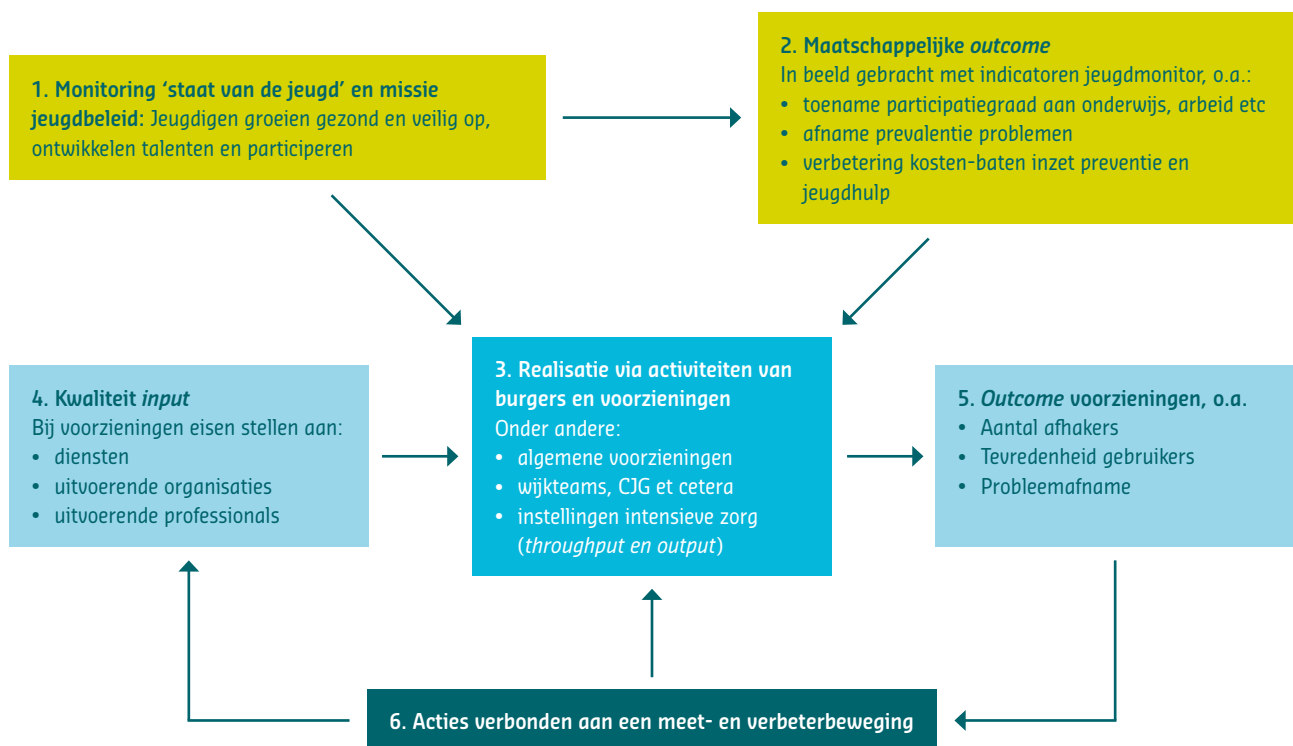 1. Monitoring ‘staat van de jeugd’ en missie
jeugdbeleid: Jeugdigen groeien gezond en veilig op,
ontwikkelen talenten en participeren
2. Maatschappelijke outcome
In beeld gebracht met indicatoren jeugdmonitor, o.a.:
• toename participatiegraad aan onderwijs, arbeid etc
• afname prevalentie problemen
• verbetering kosten-baten inzet preventie en
jeugdhulp
4. Kwaliteit input
Bij voorzieningen eisen stellen aan:
• diensten
• uitvoerende organisaties
• uitvoerende professionals
3. Realisatie via activiteiten van
burgers en voorzieningen
Onder andere:
• algemene voorzieningen
• wijkteams, CJG et cetera
• instellingen intensieve zorg
(throughput en output)
5. Outcome voorzieningen, o.a.
• Aantal afhakers
• Tevredenheid gebruikers
• Probleemafname
6. Acties verbonden aan een meet- en verbeterbeweging